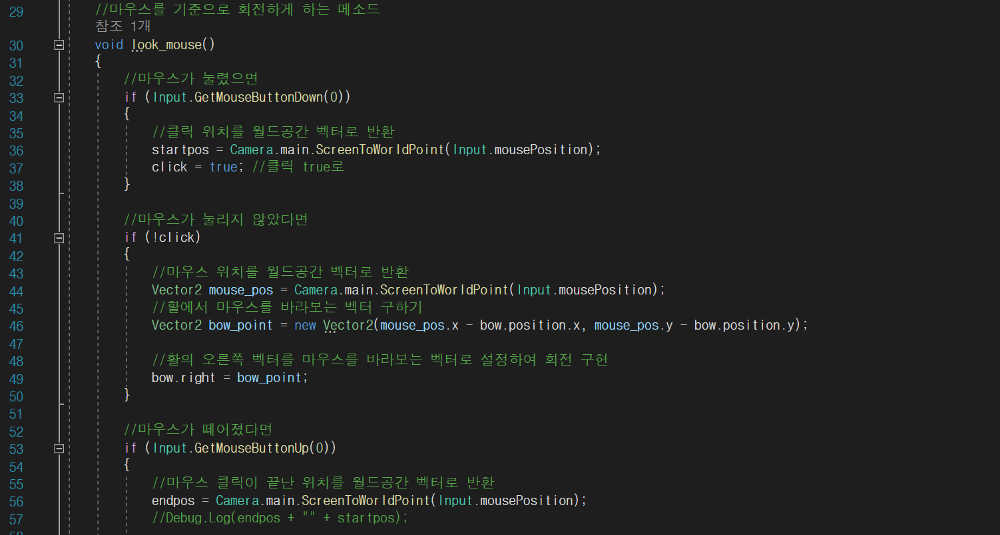 29 //마우스를 기준으로 회전하게 하는 메소드
참조 1개
30 void look_mouse()
31 {
32 //마우스가 눌렸으면
33 if (Input.GetMouseButtonDown(0))
34 {
35 //클릭 위치를 월드공간 벡터로 반환
36 startpos = Camera.main.ScreenToWorldPoint(Input.mousePosition);
37 click = true; //클릭 true로
38 }
39
40 //마우스가 눌리지 않았다면
41 if (!click)
42 {
43 //마우스 위치를 월드공간 벡터로 반환
44 Vector2 mouse_pos = Camera.main.ScreenToWorldPoint(Input.mousePosition);
45 //활에서 마우스를 바라보는 벡터 구하기
46 Vector2 bow_point = new Vector2(mouse_pos.x - bow.position.x, mouse_pos.y - bow.position.y);
47
48 //활의 오른쪽 벡터를 마우스를 바라보는 벡터로 설정하여 회전 구현
49 bow.right = bow_point;
50 }
51
52 //마우스가 떼어졌다면
53 if (Input.GetMouseButtonUp(0))
54 {
55 //마우스 클릭이 끝난 위치를 월드공간 벡터로 반환
56 endpos = Camera.main.ScreenToWorldPoint(Input.mousePosition);
57 //Debug.Log(endpos + "" + startpos);